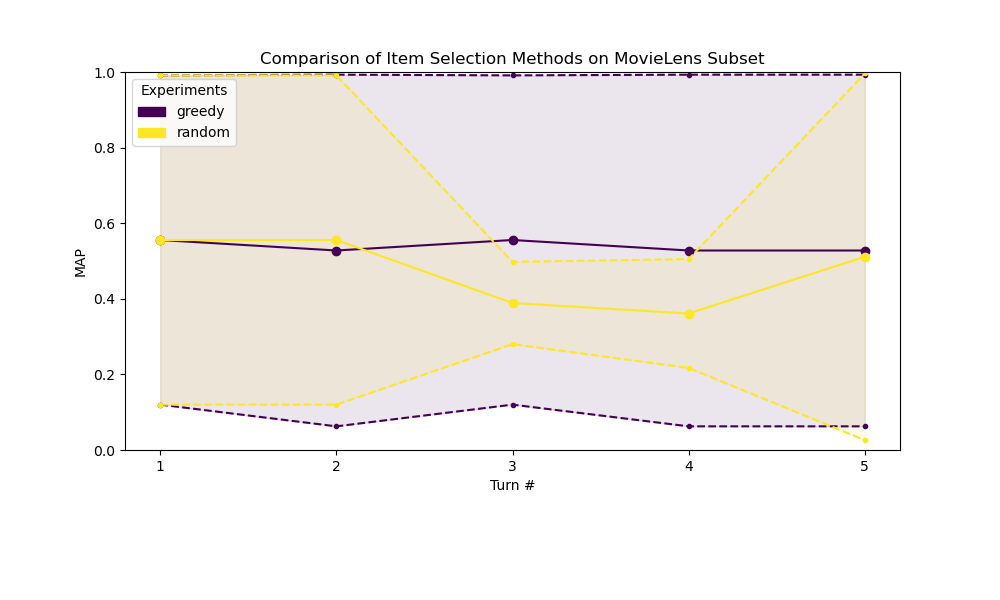 Comparison of Item Selection Methods on MovieLens Subset
1.0
Experiments
greedy
random
0.8
0.6
MAP
0.4
0.2
0.0
1 2 3 4 5
Turn #